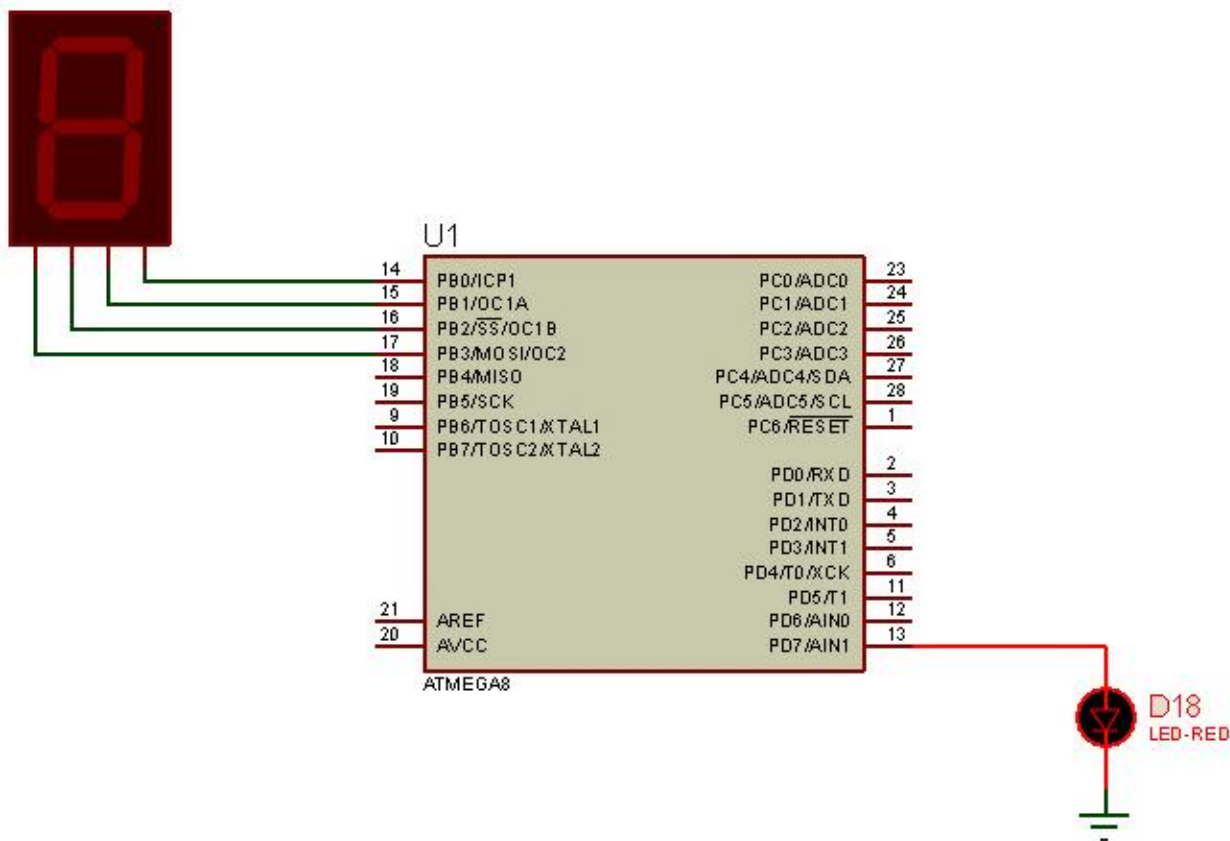 U1
14 PB0/ICP1 PC0/ADC0 23
15 PB1/OC1A PC1/ADC1 24
16 PB2/SS/OC1B PC2/ADC2 25
17 PB3/MOSI/OC2 PC3/ADC3 26
18 PB4/MISO PC4/ADC4/SDA 27
19 PB5/SCK PC5/ADC5/SCL 28
9 PB6/TOSC1/XTAL1 PC6/RESET 1
10 PB7/TOSC2/XTAL2
PD0/RXD 2
PD1/TXD 3
PD2/INT0 4
PD3/INT1 5
PD4/T0/XCK 6
PD5/T1 11
21 AREF PD6/AIN0 12
20 AVCC PD7/AIN1 13
ATMEGA8
D18
LED-RED